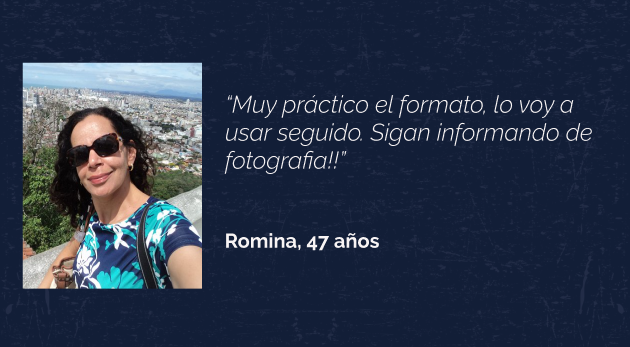 “Muy práctico el formato, lo voy a
usar seguido. Sigan informando de
fotografia!!”
Romina, 47 años